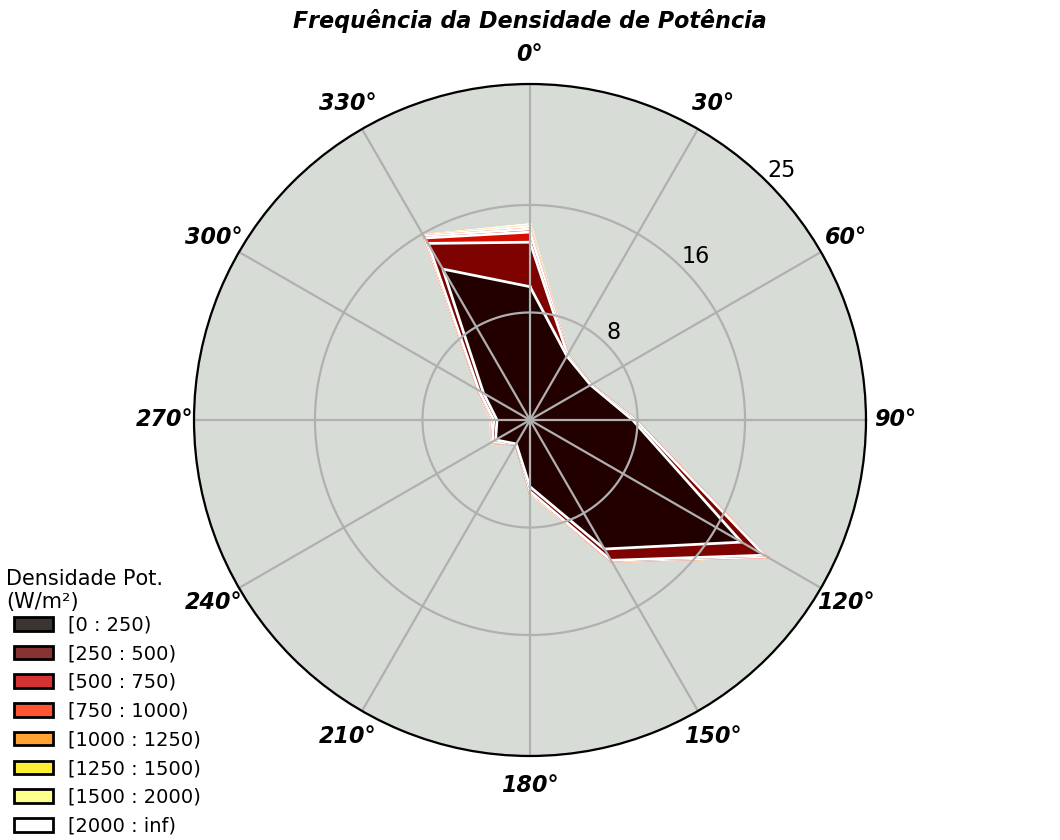 Frequência da Densidade de Potência
0°
330°
30°
25
300°
60°
16
8
270°
90°
240°
120°
210°
150°
180°
Densidade Pot.
(W/m²)
[0 : 250)
[250 : 500)
[500 : 750)
[750 : 1000)
[1000 : 1250)
[1250 : 1500)
[1500 : 2000)
[2000 : inf)